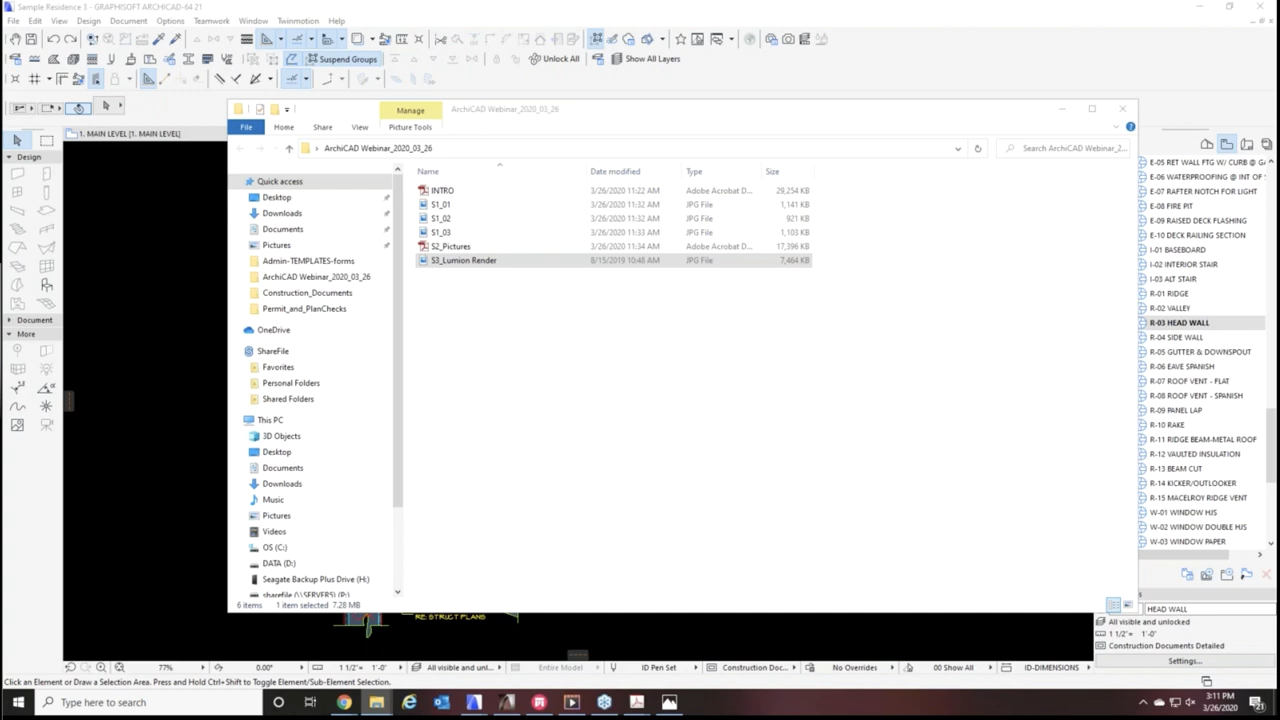 Sample Residence 3 - GRAPHISOFT ARCHICAD-64 21
File Edit View Design Document Options Teamwork Window Twinmotion Help
Suspend Groups
Unlock All
Show All Layers
1. MAIN LEVEL [1. MAIN LEVEL]
Design
Document
More
Manage
ArchiCAD Webinar_2020_03_26
File Home Share View Picture Tools
ArchiCAD Webinar_2020_03_26
Search ArchiCAD Webinar_2...
Name Date modified Type Size
INTRO 3/26/2020 11:22 AM Adobe Acrobat D... 29,254 KB
S1_01 3/26/2020 11:32 AM JPG File 1,141 KB
S1_02 3/26/2020 11:32 AM JPG File 921 KB
S1_03 3/26/2020 11:33 AM JPG File 1,103 KB
S2_Pictures 3/26/2020 11:34 AM Adobe Acrobat D... 17,396 KB
S3_Lumion Render 8/15/2019 10:48 AM JPG File 7,464 KB
Quick access
Desktop
Downloads
Documents
Pictures
Admin-TEMPLATES-forms
ArchiCAD Webinar_2020_03_26
Construction_Documents
Permit_and_PlanChecks
OneDrive
ShareFile
Favorites
Personal Folders
Shared Folders
This PC
3D Objects
Desktop
Documents
Downloads
Music
Pictures
Videos
OS (C:)
DATA (D:)
Seagate Backup Plus Drive (H:)
sharefile (\\SERVER5) (P:)
6 items 1 item selected 7.28 MB
E-05 RET WALL FTG W/ CURB @ GA
E-06 WATERPROOFING @ INT OF
E-07 RAFTER NOTCH FOR LIGHT
E-08 FIRE PIT
E-09 RAISED DECK FLASHING
E-10 DECK RAILING SECTION
I-01 BASEBOARD
I-02 INTERIOR STAIR
I-03 ALT STAIR
R-01 RIDGE
R-02 VALLEY
R-03 HEAD WALL
R-04 SIDE WALL
R-05 GUTTER & DOWNSPOUT
R-06 EAVE SPANISH
R-07 ROOF VENT - FLAT
R-08 ROOF VENT - SPANISH
R-09 PANEL LAP
R-10 RAKE
R-11 RIDGE BEAM-METAL ROOF
R-12 VAULTED INSULATION
R-13 BEAM CUT
R-14 KICKER/OUTLOOKER
R-15 MACELROY RIDGE VENT
W-01 WINDOW HJS
W-02 WINDOW DOUBLE HJS
W-03 WINDOW PAPER
HEAD WALL
All visible and unlocked
1 1/2"= 1'-0"
Construction Documents Detailed
Settings...
RE: STRUCT PLANS
77% 0.00° 1 1/2"= 1'-0" All visible and unl... Entire Model ID Pen Set Construction Doc... No Overrides 00 Show All ID-DIMENSIONS
Click an Element or Draw a Selection Area. Press and Hold Ctrl+Shift to Toggle Element/Sub-Element Selection.
Type here to search
3:11 PM
3/26/2020
21